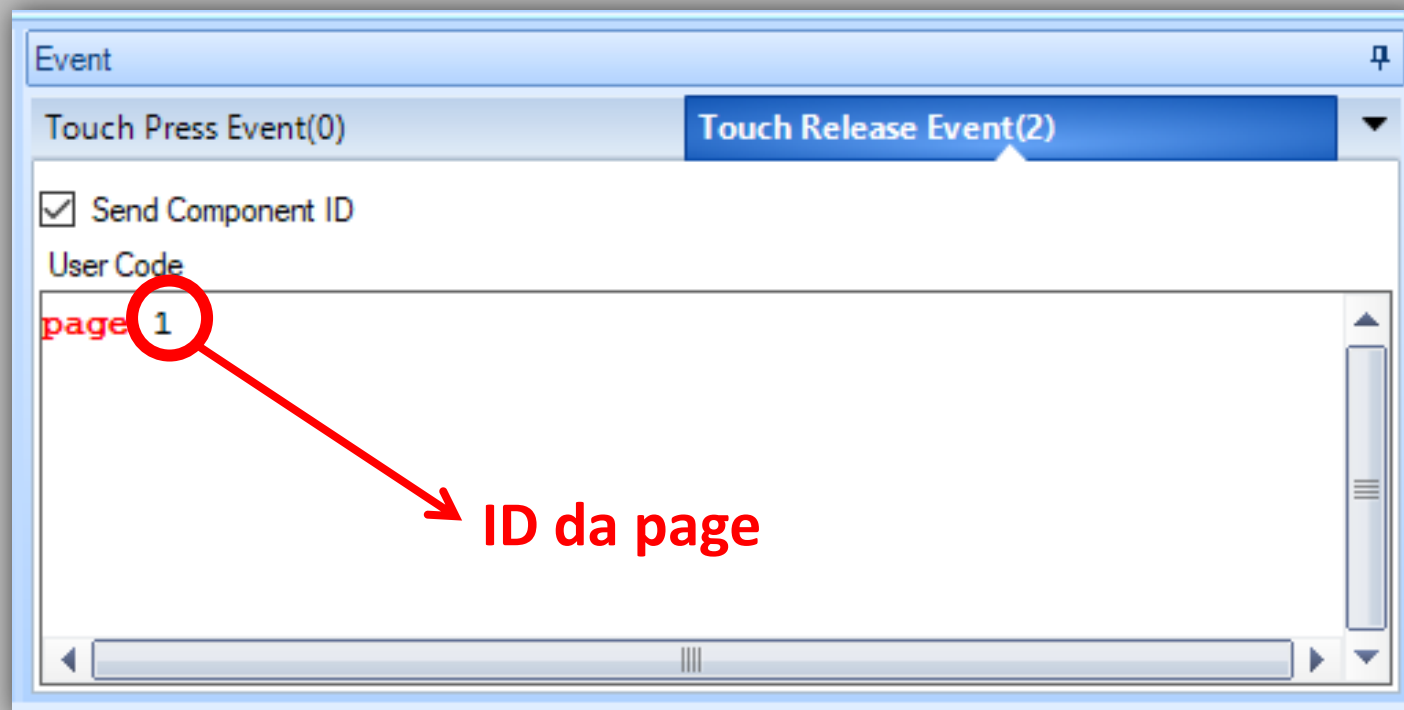 Event
Touch Press Event(0)
Touch Release Event(2)
Send Component ID
User Code
page 1
ID da page